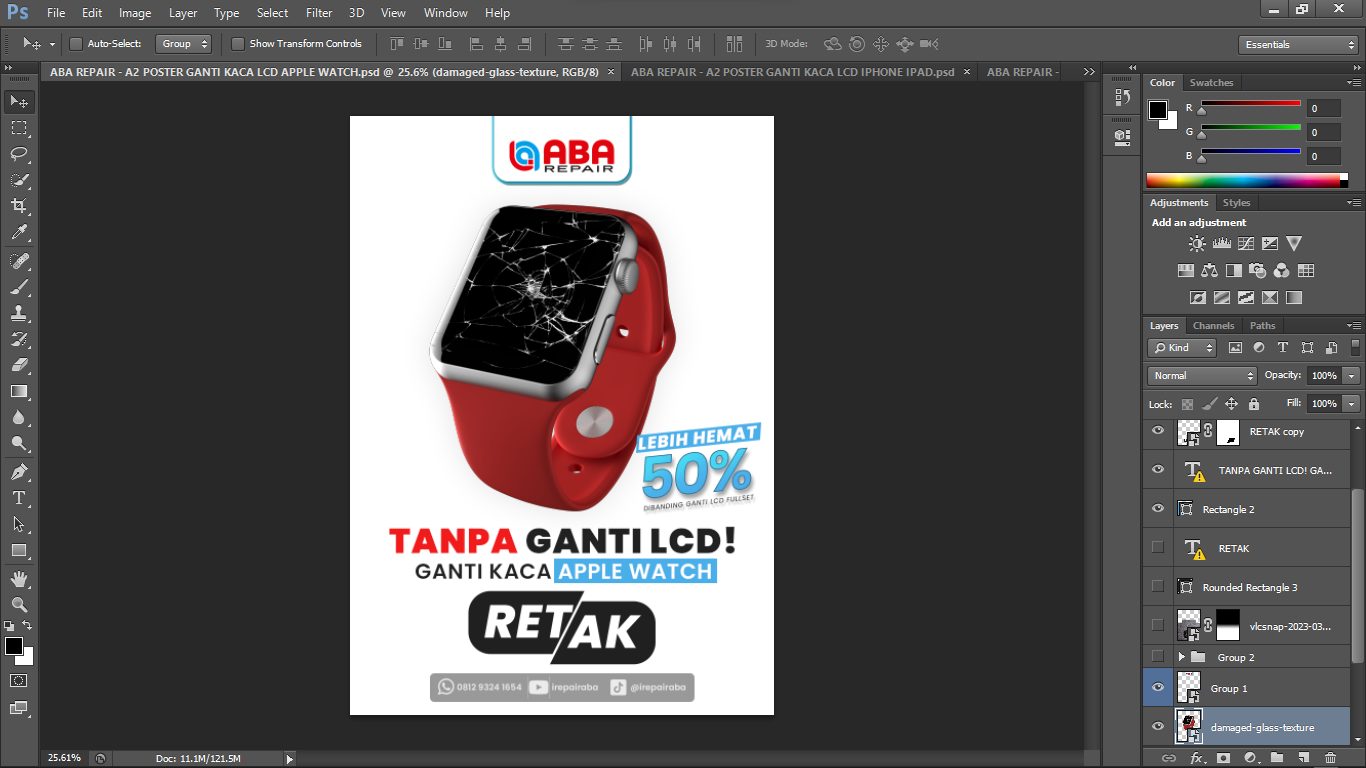 Ps File Edit Image Layer Type Select Filter 3D View Window Help
Auto-Select: Group Show Transform Controls 3D Mode: Essentials
ABA REPAIR - A2 POSTER GANTI KACA LCD APPLE WATCH.psd @ 25.6% (damaged-glass-texture, RGB/8) × ABA REPAIR - A2 POSTER GANTI KACA LCD IPHONE IPAD.psd × ABA REPAIR -
ABA
REPAIR
LEBIH HEMAT
50%
DIBANDING GANTI LCD FULLSET
TANPA GANTI LCD!
GANTI KACA APPLE WATCH
RETAK
0812 9324 1654 irepairaba @irepairaba
25.61% Doc: 11.1M/121.5M
Color Swatches
R 0
G 0
B 0
Adjustments Styles
Add an adjustment
Layers Channels Paths
Kind
Normal Opacity: 100%
Lock: Fill: 100%
RETAK copy
TANPA GANTI LCD! GA...
Rectangle 2
RETAK
Rounded Rectangle 3
vlcsnap-2023-03...
Group 2
Group 1
damaged-glass-texture
fx